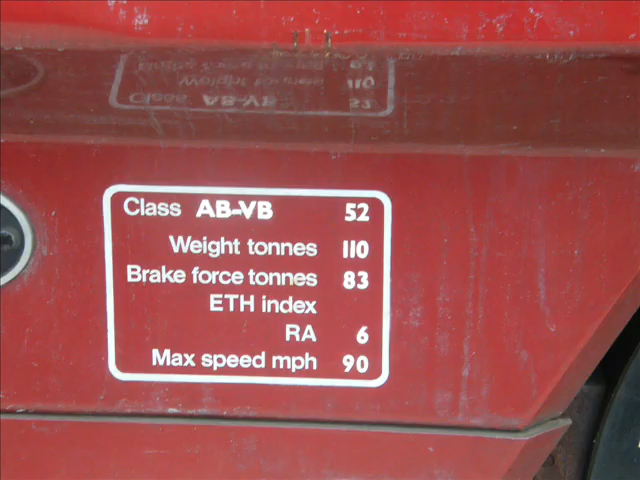 Class AB-VB 52
Weight tonnes 110
Brake force tonnes 83
ETH index
RA 6
Max speed mph 90